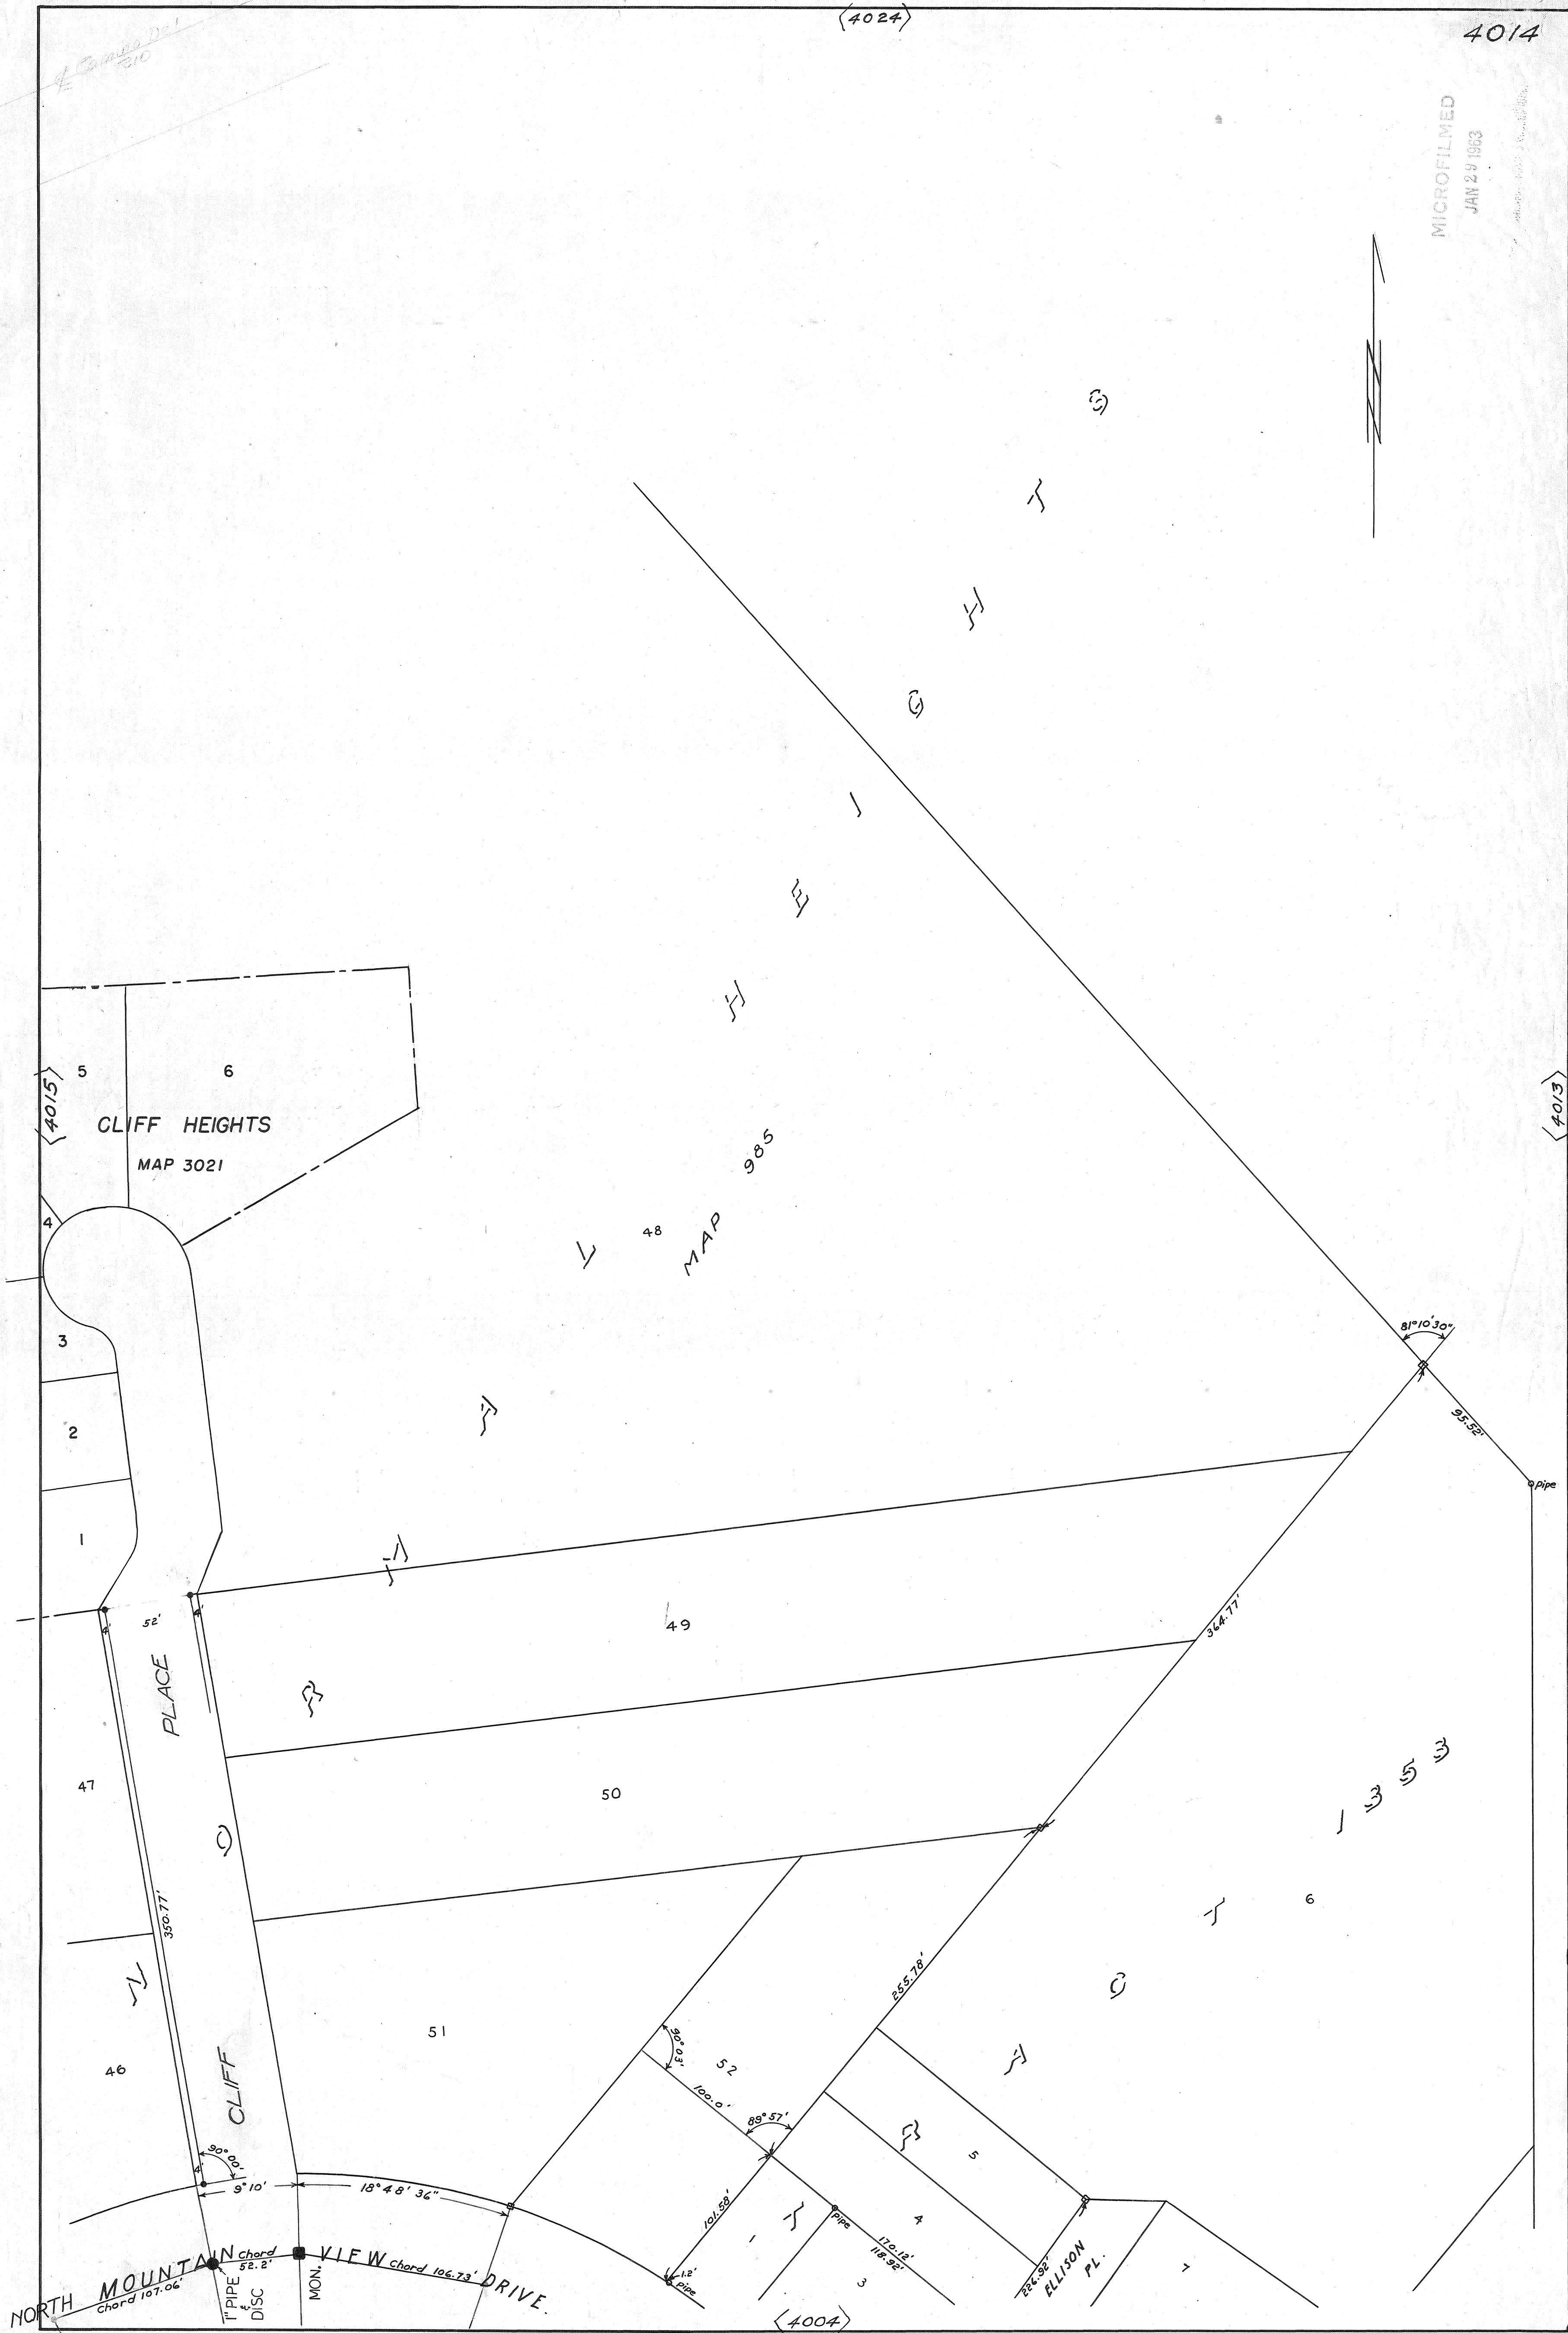 (4024)
4014
MICROFILMED
JAN 29 1963
(4015)
5
6
CLIFF HEIGHTS
MAP 3021
4
3
2
1
(4013)
HEIGHTS
985
MAP
48
81°10'30"
95.52'
pipe
4'
52'
4'
PLACE
49
364.77'
47
50
350.77'
1353
6
255.78'
51
46
CLIFF
90°03'
52
100.0'
89°57'
5
90°00'
4'
9°10'
18°48'36"
101.58'
1
pipe
170.12'
118.92'
4
3
226.92'
ELLISON
PL.
7
1.2'
pipe
NORTH MOUNTAIN VIEW DRIVE.
Chord 107.06'
Chord
52.2'
Chord 106.73'
1" PIPE
&
DISC
MON.
(4004)